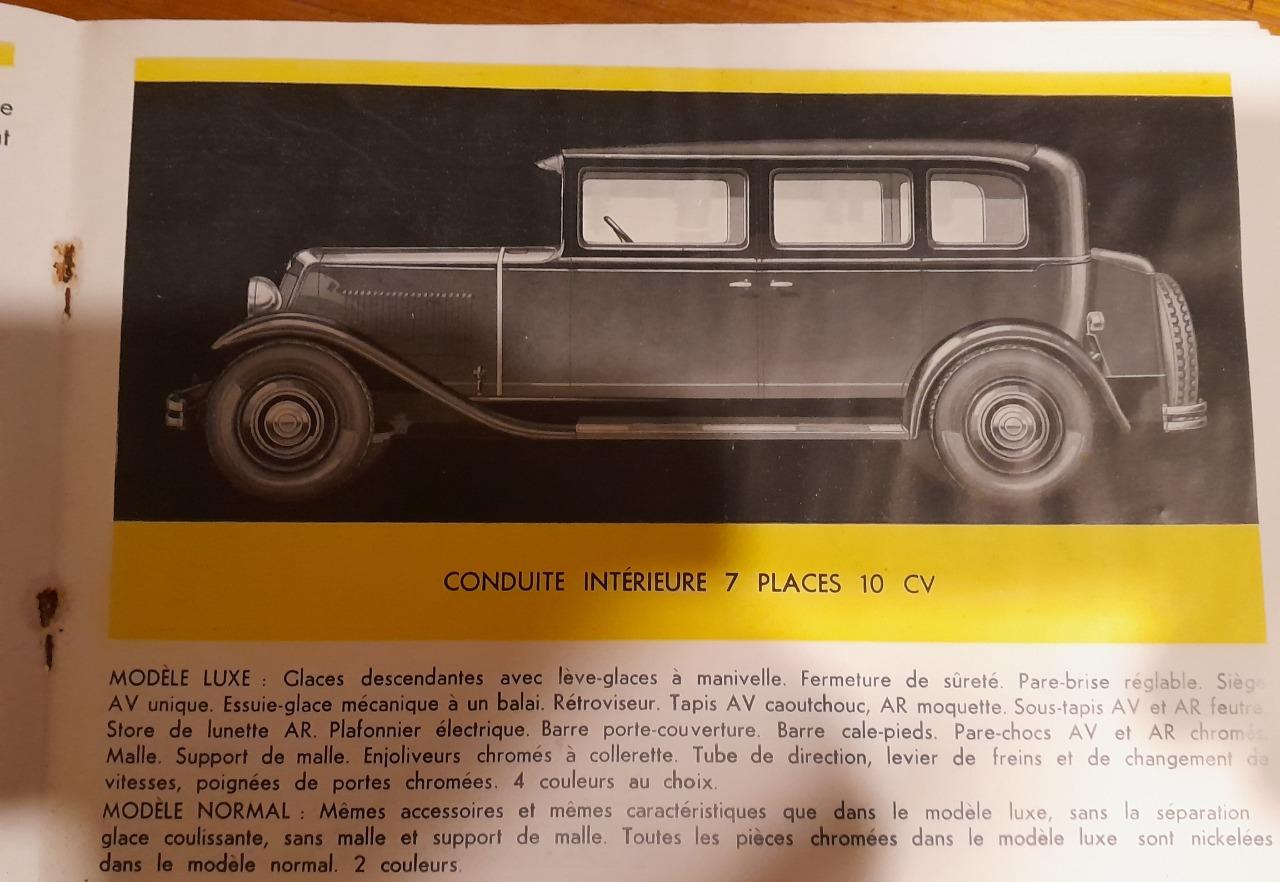 e
t
CONDUITE INTÉRIEURE 7 PLACES 10 CV
MODÈLE LUXE : Glaces descendantes avec lève-glaces à manivelle. Fermeture de sûreté. Pare-brise réglable. Siège
AV unique. Essuie-glace mécanique à un balai. Rétroviseur. Tapis AV caoutchouc, AR moquette. Sous-tapis AV et AR feutre.
Store de lunette AR. Plafonnier électrique. Barre porte-couverture. Barre cale-pieds. Pare-chocs AV et AR chromés.
Malle. Support de malle. Enjoliveurs chromés à collerette. Tube de direction, levier de freins et de changement de
vitesses, poignées de portes chromées. 4 couleurs au choix.
MODÈLE NORMAL : Mêmes accessoires et mêmes caractéristiques que dans le modèle luxe, sans la séparation
glace coulissante, sans malle et support de malle. Toutes les pièces chromées dans le modèle luxe sont nickelées
dans le modèle normal. 2 couleurs.